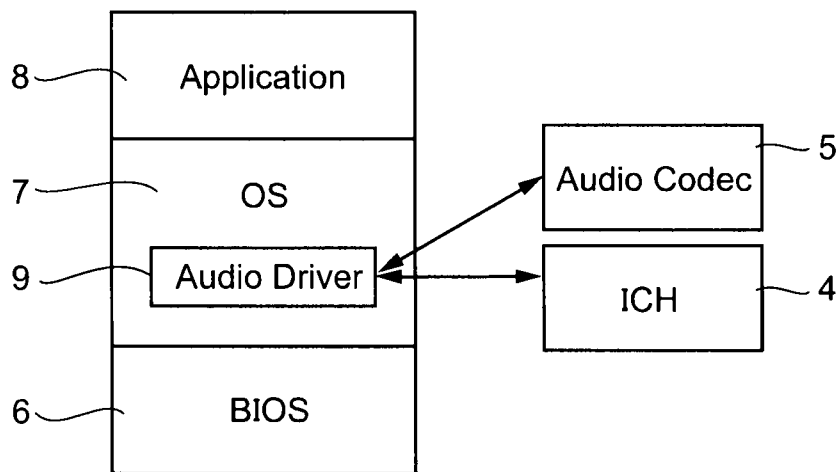 8
Application
7
OS
9
Audio Driver
6
BIOS
Audio Codec
5
ICH
4